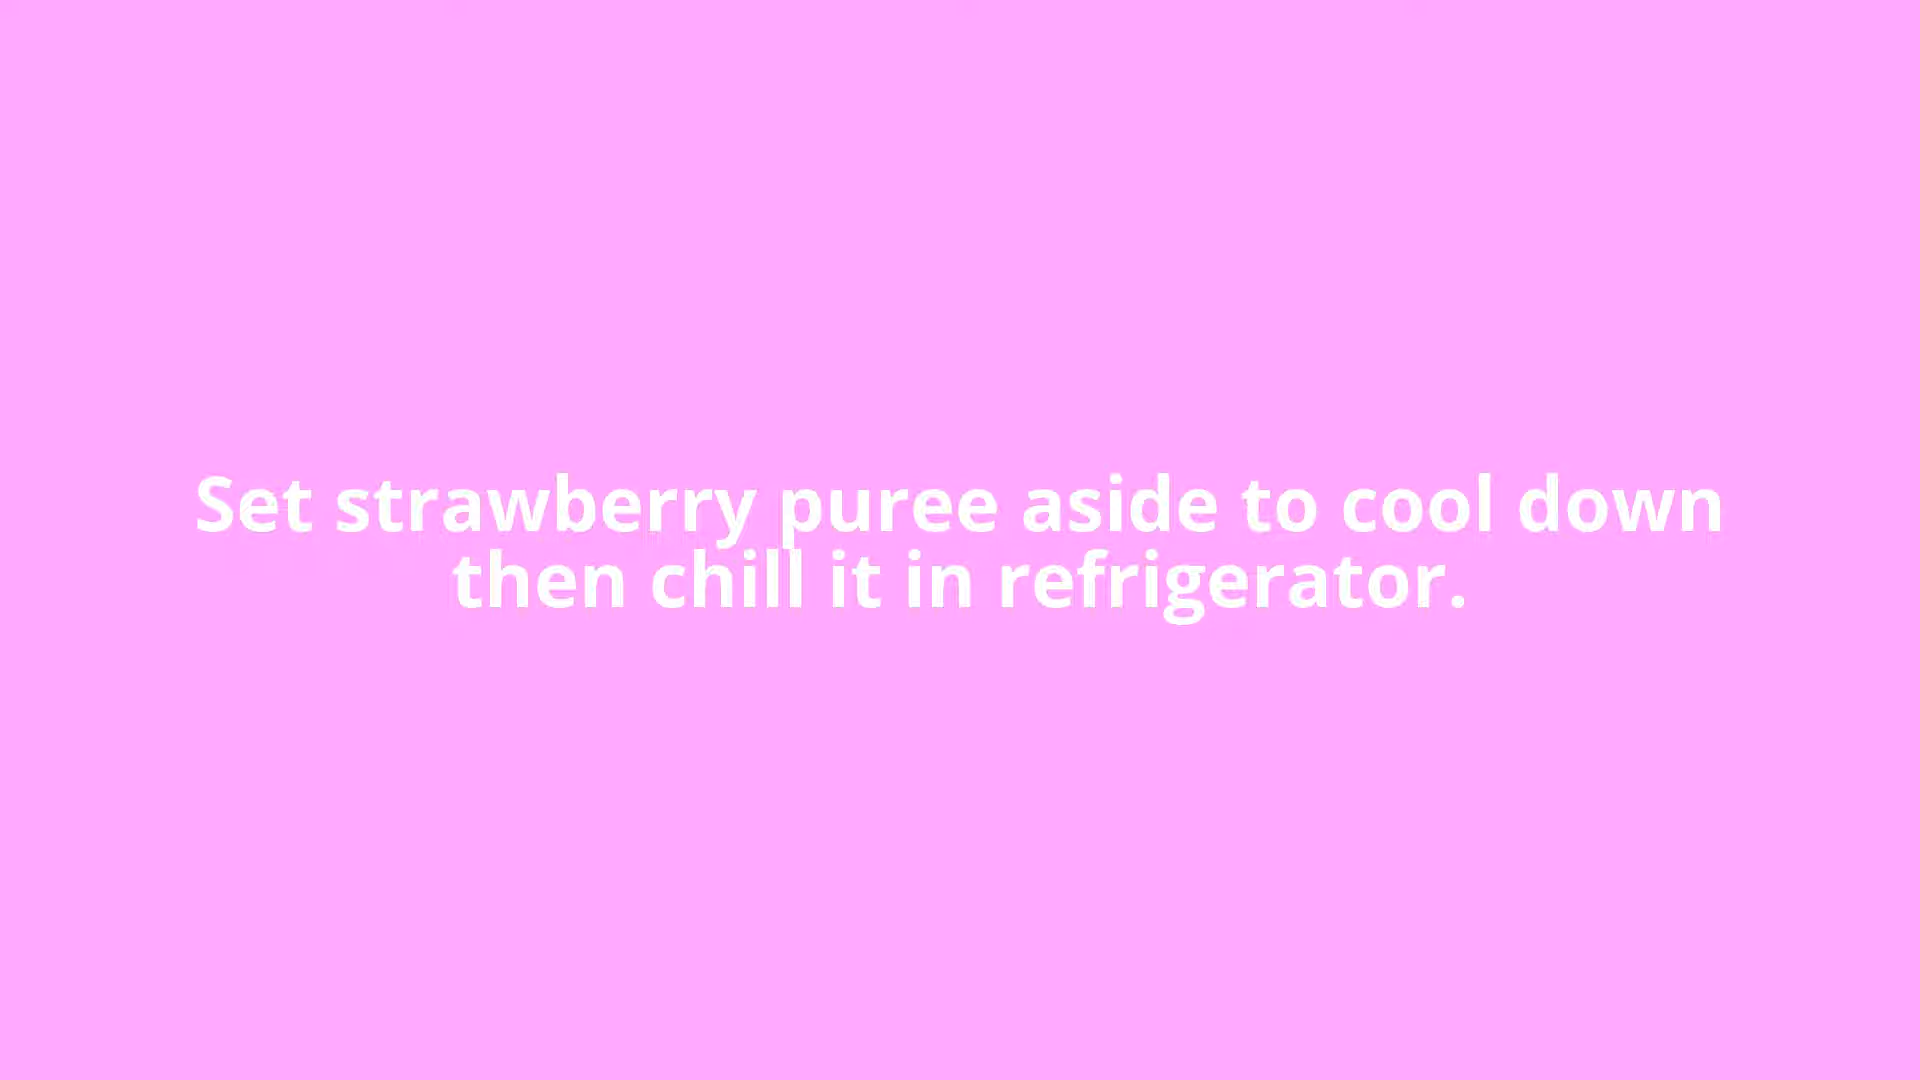 Set strawberry puree aside to cool down
then chill it in refrigerator.